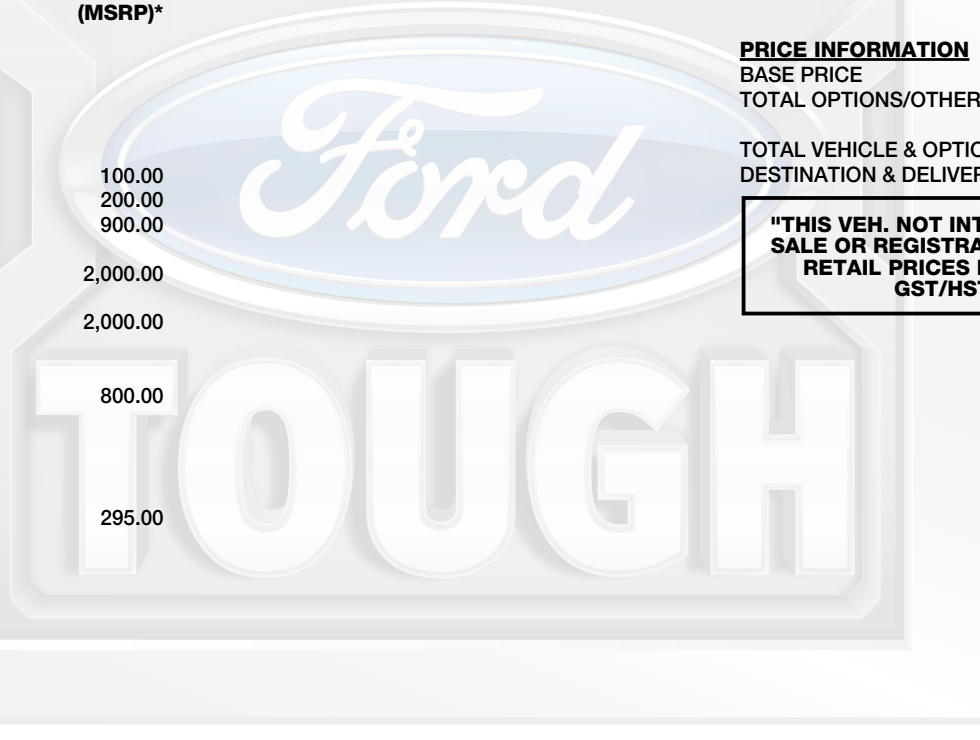 (MSRP)*
100.00
200.00
900.00
2,000.00
2,000.00
800.00
295.00
PRICE INFORMATION
BASE PRICE
TOTAL OPTIONS/OTHER
TOTAL VEHICLE & OPTIO
DESTINATION & DELIVER
"THIS VEH. NOT INT
SALE OR REGISTRA
RETAIL PRICES
GST/HST
Ford
TOUGH